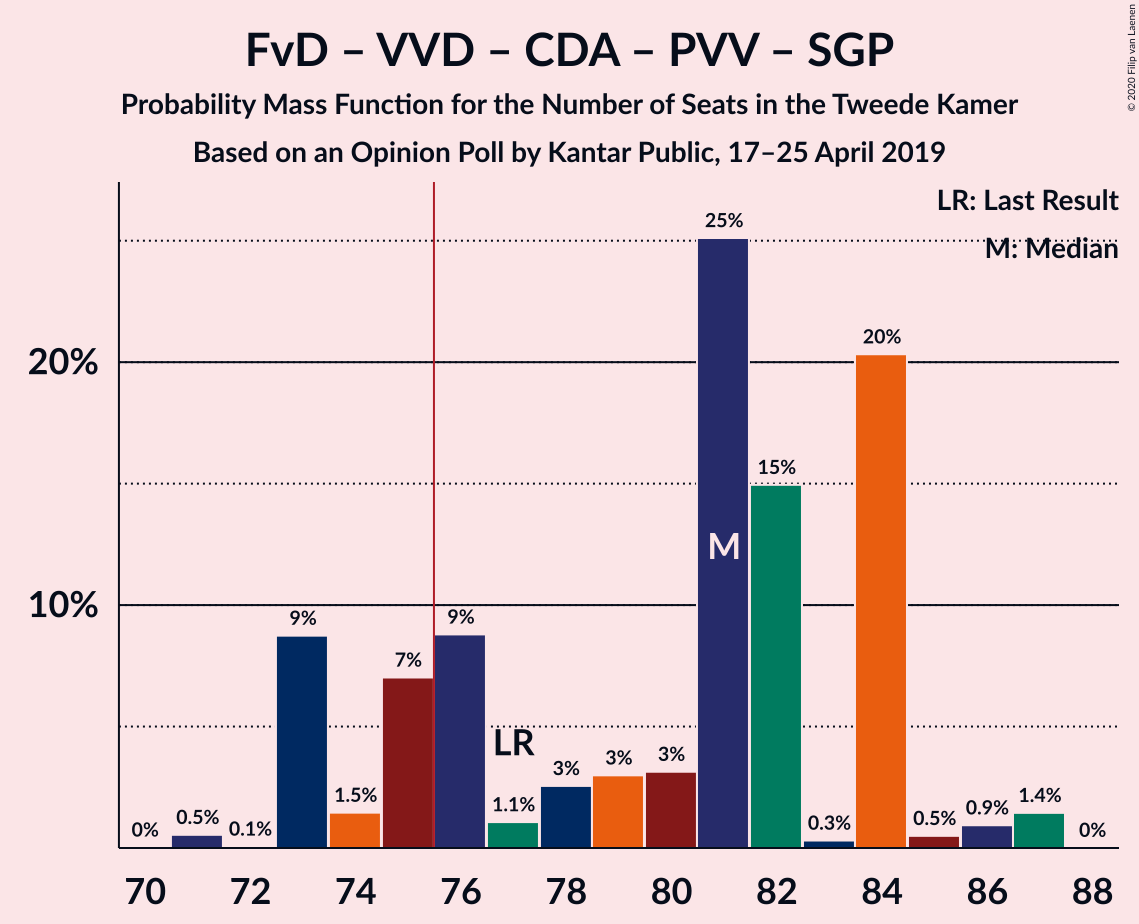 FvD – VVD – CDA – PVV – SGP
Probability Mass Function for the Number of Seats in the Tweede Kamer
Based on an Opinion Poll by Kantar Public, 17–25 April 2019
© 2020 Filip van Laenen
LR: Last Result
M: Median
25%
20%
20%
15%
M
10%
9%
9%
7%
LR
3%
3%
3%
1.5%
1.1%
1.4%
0%
0.5%
0.1%
0.3%
0.5%
0.9%
0%
70 72 74 76 78 80 82 84 86 88